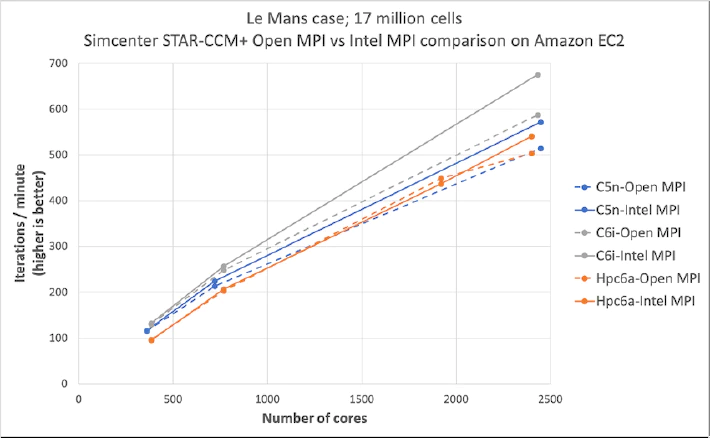 Le Mans case; 17 million cells
Simcenter STAR-CCM+ Open MPI vs Intel MPI comparison on Amazon EC2
Iterations / minute
(higher is better)
700
600
500
400
300
200
100
0
0
500
1000
1500
2000
2500
Number of cores
C5n-Open MPI
C5n-Intel MPI
C6i-Open MPI
C6i-Intel MPI
Hpc6a-Open MPI
Hpc6a-Intel MPI